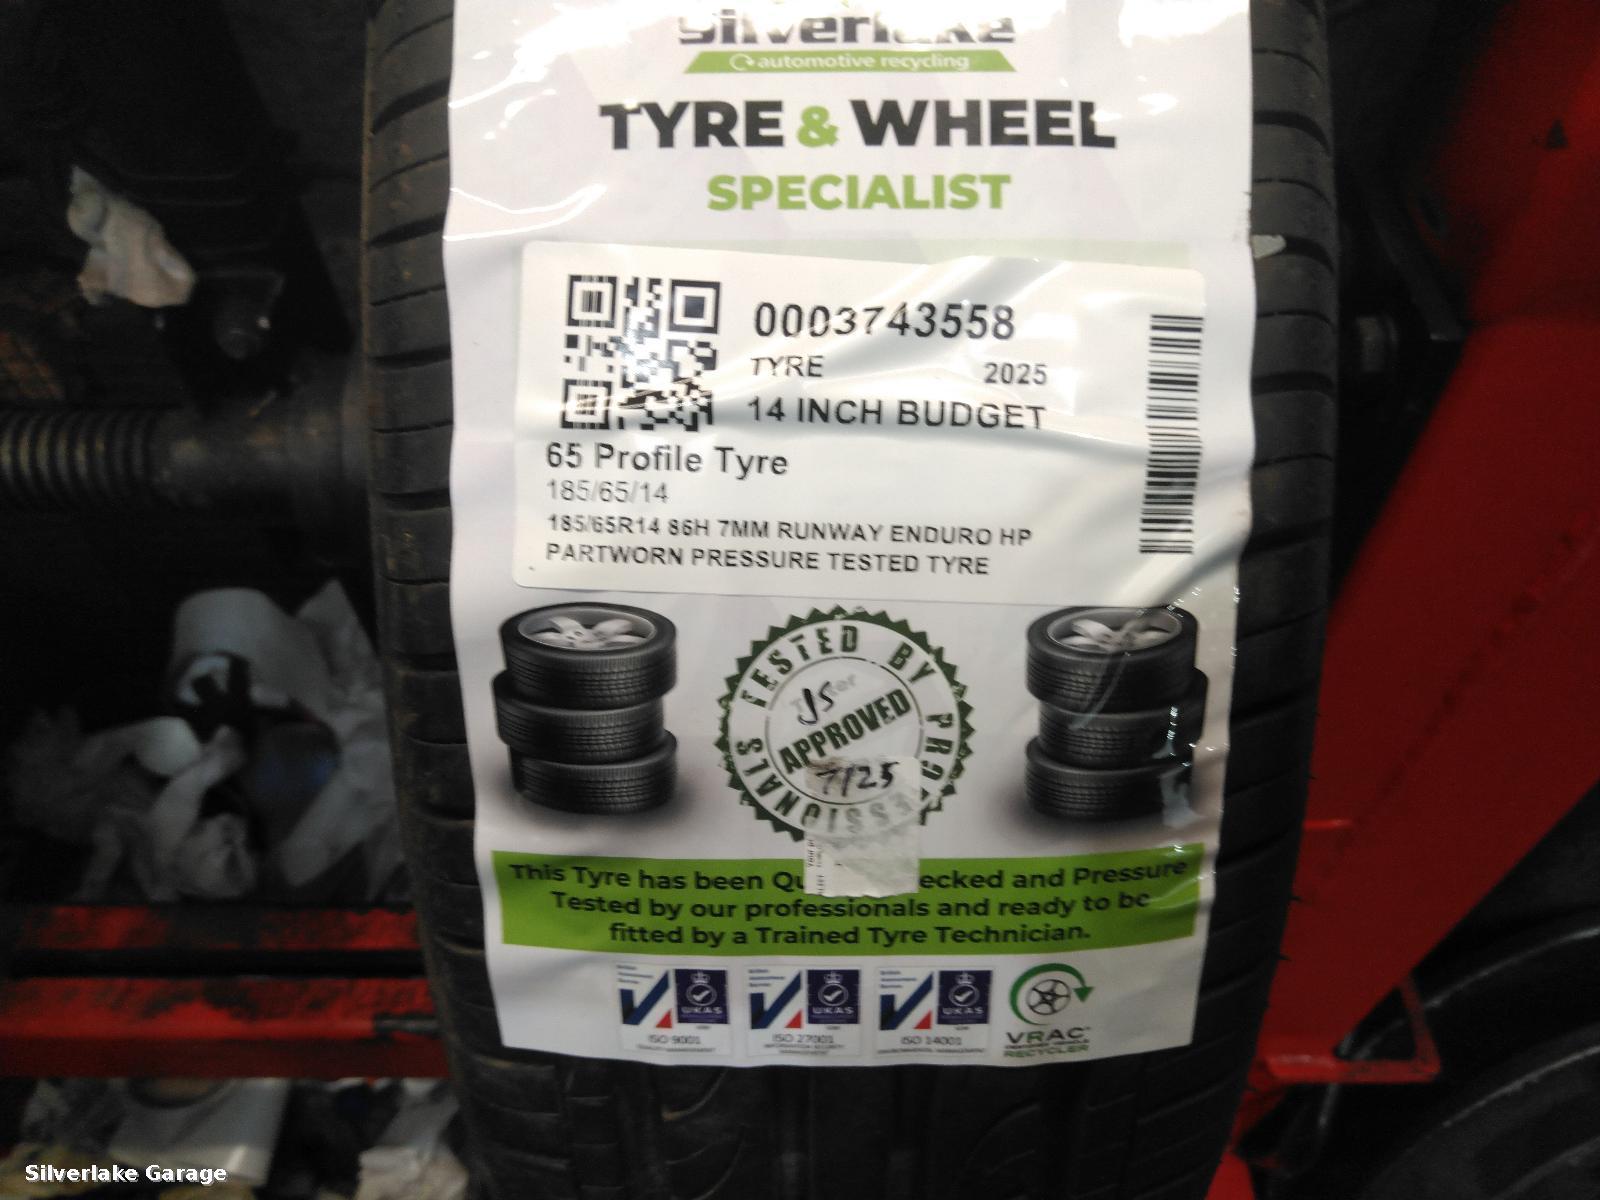 Silverlake
automotive recycling
TYRE & WHEEL
SPECIALIST
0003743558
TYRE 2025
14 INCH BUDGET
65 Profile Tyre
185/65/14
185/65R14 86H 7MM RUNWAY ENDURO HP
PARTWORN PRESSURE TESTED TYRE
TESTED BY PROFESSIONALS
JS
APPROVED
7/25
This Tyre has been Qu ecked and Pressure
Tested by our professionals and ready to be
fitted by a Trained Tyre Technician.
UKAS UKAS UKAS
ISO 9001 ISO 27001 ISO 14001
VRAC
RECYCLER
Silverlake Garage